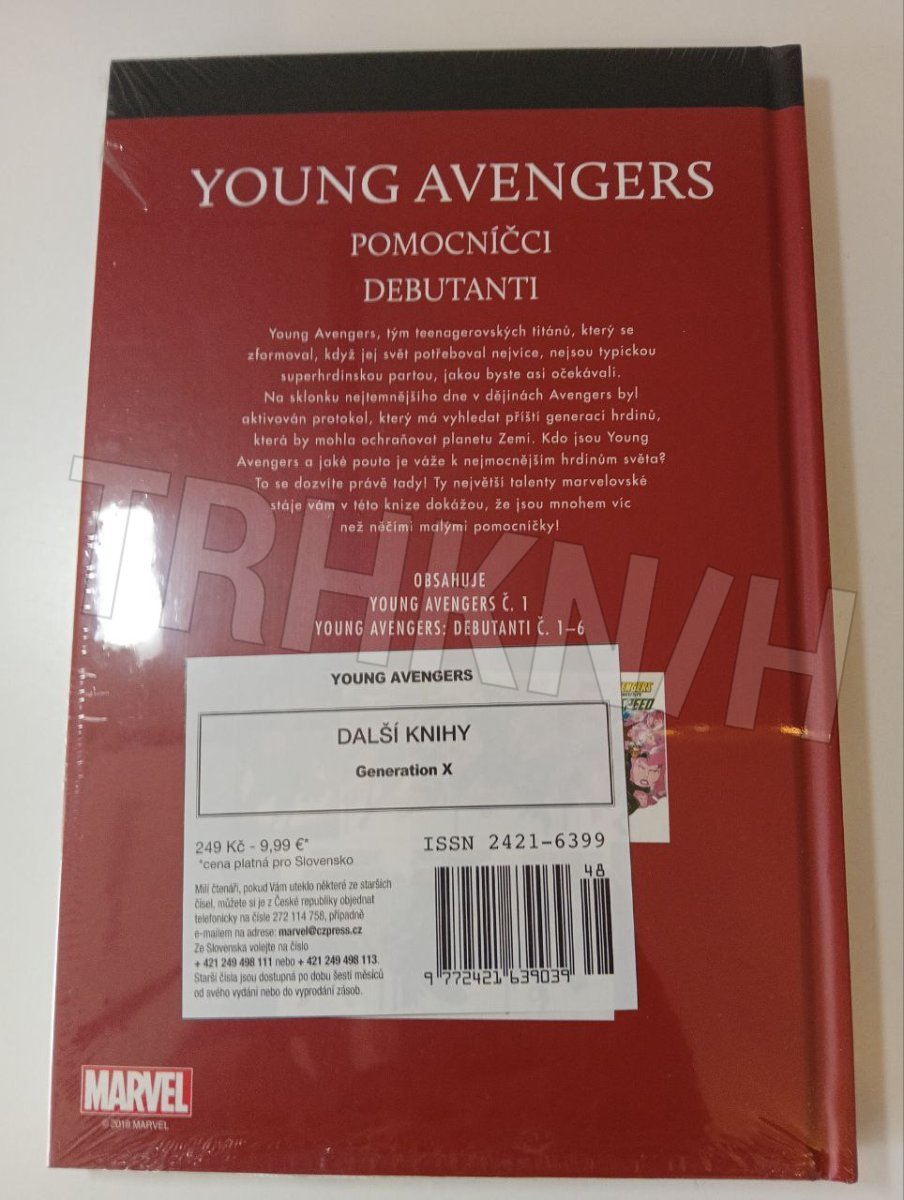 YOUNG AVENGERS
POMOCNÍČCI
DEBUTANTI
Young Avengers, tým teenagerovských titánů, který se
zformoval, když jej svět potřeboval nejvíce, nejsou typickou
superhrdinskou partou, jakou byste asi očekávali.
Na sklonku nejtemnějšího dne v dějinách Avengers byl
aktivován protokol, který má vyhledat příští generaci hrdinů,
která by mohla ochraňovat planetu Zemi. Kdo jsou Young
Avengers a jaké pouto je váže k nejmocnějším hrdinům světa?
To se dozvíte právě tady! Ty největší talenty marvelovské
stáje vám v této knize dokážou, že jsou mnohem víc
než něčími malými pomocníčky!
TRHKNIH
OBSAHUJE
YOUNG AVENGERS Č. 1
YOUNG AVENGERS: DEBUTANTI Č. 1–6
YOUNG AVENGERS
DALŠÍ KNIHY
Generation X
249 Kč - 9,99 €*
*cena platná pro Slovensko
Milí čtenáři, pokud Vám uteklo některé ze starších
čísel, můžete si je z České republiky objednat
telefonicky na čísle 272 114 758, případně
e-mailem na adrese: marvel@czpress.cz
Ze Slovenska volejte na číslo
+ 421 249 498 111 nebo + 421 249 498 113.
Starší čísla jsou dostupná po dobu šesti měsíců
od svého vydání nebo do vyprodání zásob.
ISSN 2421-6399
48
9 772421 639039
MARVEL
© 2018 MARVEL